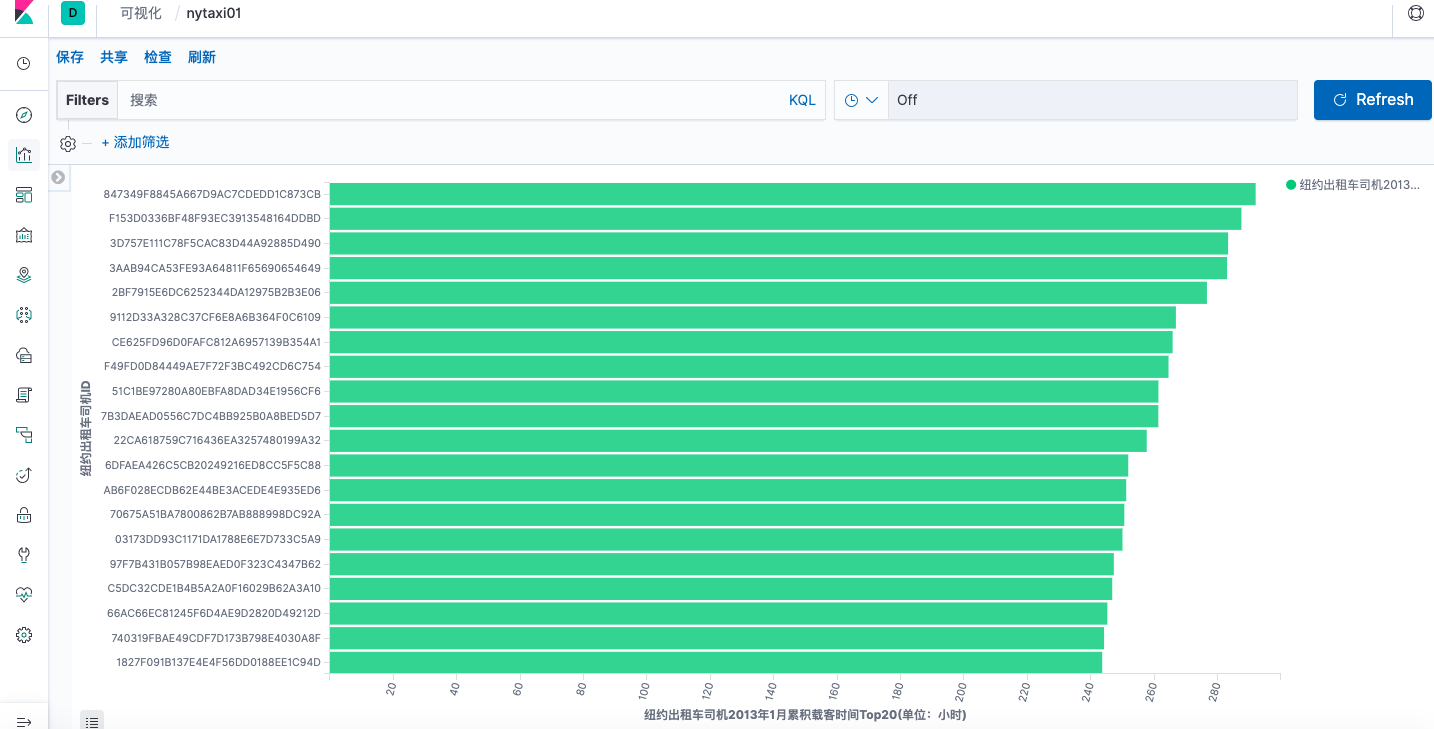 D 可视化 / nytaxi01
保存 共享 检查 刷新
Filters 搜索 KQL Off Refresh
+ 添加筛选
纽约出租车司机2013...
纽约出租车司机ID
847349F8845A667D9AC7CDEDD1C873CB
F153D0336BF48F93EC3913548164DDBD
3D757E111C78F5CAC83D44A92885D490
3AAB94CA53FE93A64811F65690654649
2BF7915E6DC6252344DA12975B2B3E06
9112D33A328C37CF6E8A6B364F0C6109
CE625FD96D0FAFC812A6957139B354A1
F49FD0D84449AE7F72F3BC492CD6C754
51C1BE97280A80EBFA8DAD34E1956CF6
7B3DAEAD0556C7DC4BB925B0A8BED5D7
22CA618759C716436EA3257480199A32
6DFAEA426C5CB20249216ED8CC5F5C88
AB6F028ECDB62E44BE3ACEDE4E935ED6
70675A51BA7800862B7AB888998DC92A
03173DD93C1171DA1788E6E7D733C5A9
97F7B431B057B98EAED0F323C4347B62
C5DC32CDE1B4B5A2A0F16029B62A3A10
66AC66EC81245F6D4AE9D2820D49212D
740319FBAE49CDF7D173B798E4030A8F
1827F091B137E4E4F56DD0188EE1C94D
20 40 60 80 100 120 140 160 180 200 220 240 260 280
纽约出租车司机2013年1月累积载客时间Top20(单位：小时)